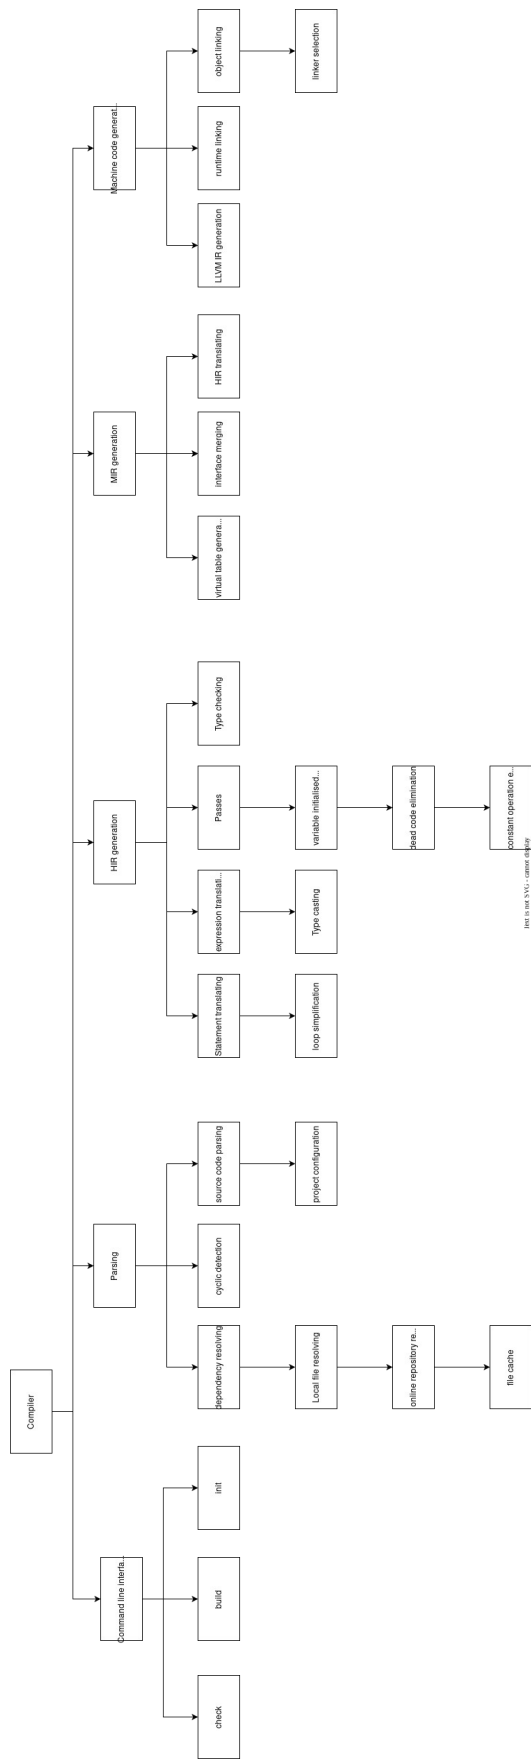 Compiler
Command line interfa...
Parsing
HIR generation
MIR generation
Machine code generat...
check
build
init
dependency resolving
cyclic detection
source code parsing
Statement translating
expression translati...
Passes
Type checking
virtual table genera...
interface merging
HIR translating
LLVM IR generation
runtime linking
object linking
Local file resolving
project configuration
loop simplification
Type casting
variable initialised...
linker selection
online repository re...
dead code elimination
file cache
constant operation e...
Text is not SVG - cannot display